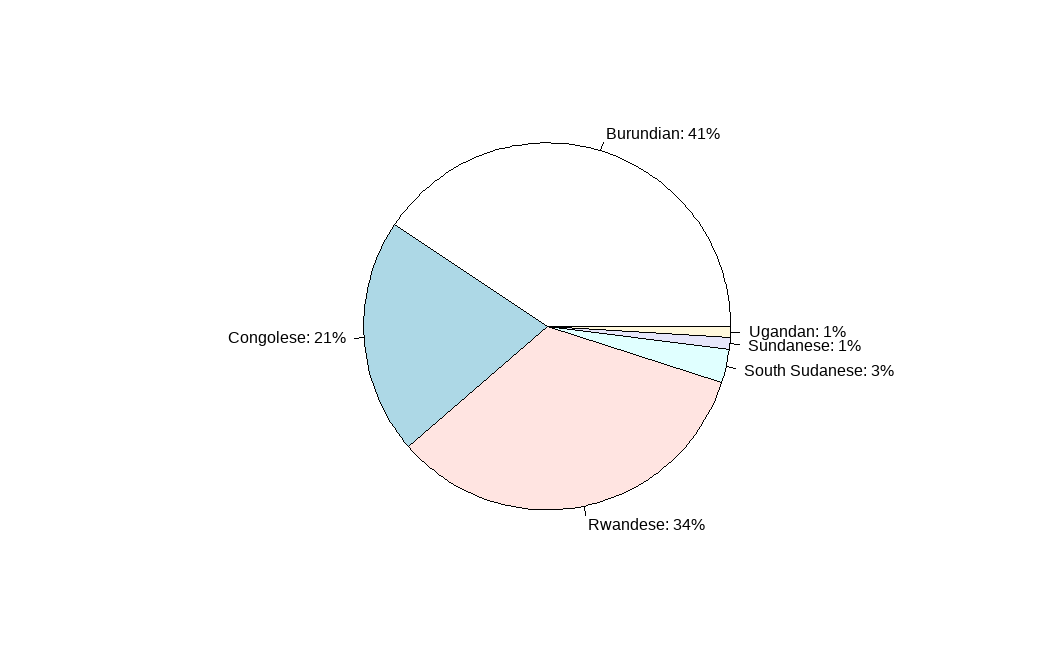 Burundian: 41%
Ugandan: 1%
Congolese: 21%
Sundanese: 1%
South Sudanese: 3%
Rwandese: 34%